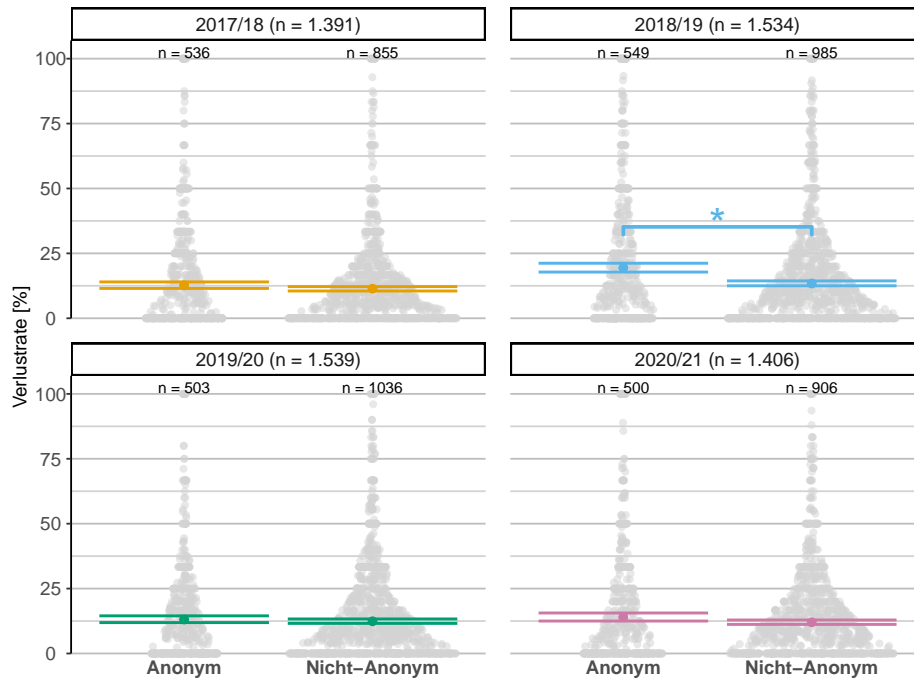 2017/18 (n = 1.391)
2018/19 (n = 1.534)
n = 536
n = 855
n = 549
n = 985
100
75
50
25
0
*
2019/20 (n = 1.539)
2020/21 (n = 1.406)
n = 503
n = 1036
n = 500
n = 906
100
75
50
25
0
Verlustrate [%]
Anonym
Nicht−Anonym
Anonym
Nicht−Anonym